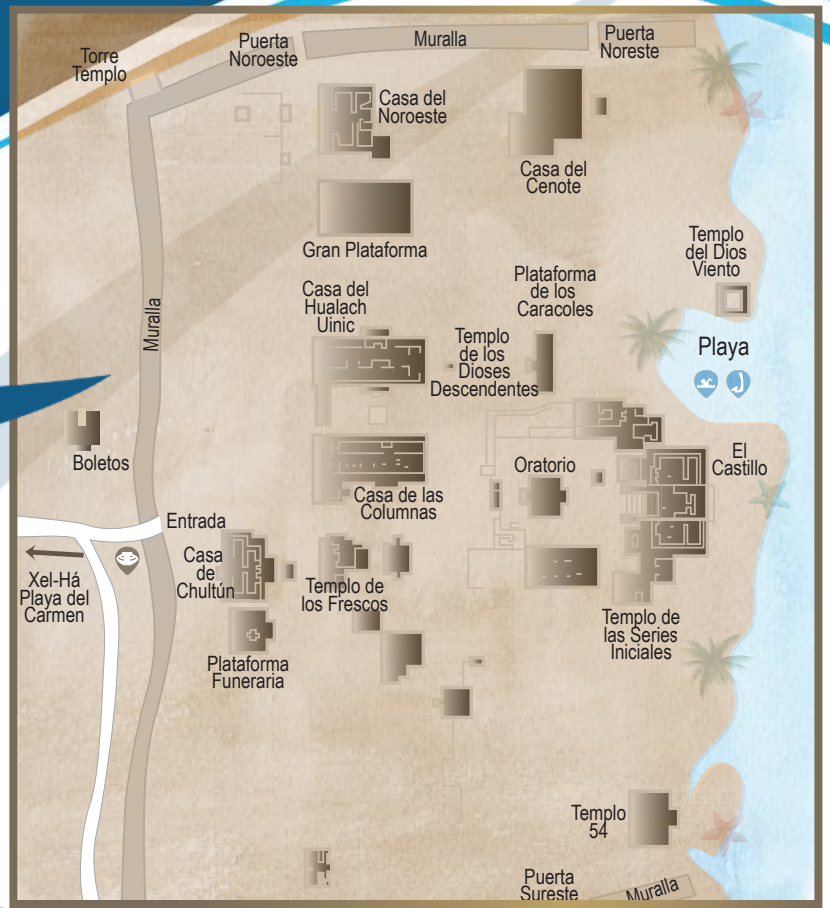 Torre
Templo
Puerta
Noroeste
Muralla
Puerta
Noreste
Casa del
Noroeste
Casa del
Cenote
Gran Plataforma
Templo
del Dios
Viento
Plataforma
de los
Caracoles
Casa del
Hualach
Uinic
Muralla
Templo
de los
Dioses
Descendentes
Playa
Boletos
Oratorio
El
Castillo
Casa de las
Columnas
Entrada
Casa
de
Chultún
Xel-Há
Playa del
Carmen
Templo de
los Frescos
Templo de
las Series
Iniciales
Plataforma
Funeraria
Templo
54
Puerta
Sureste
Muralla